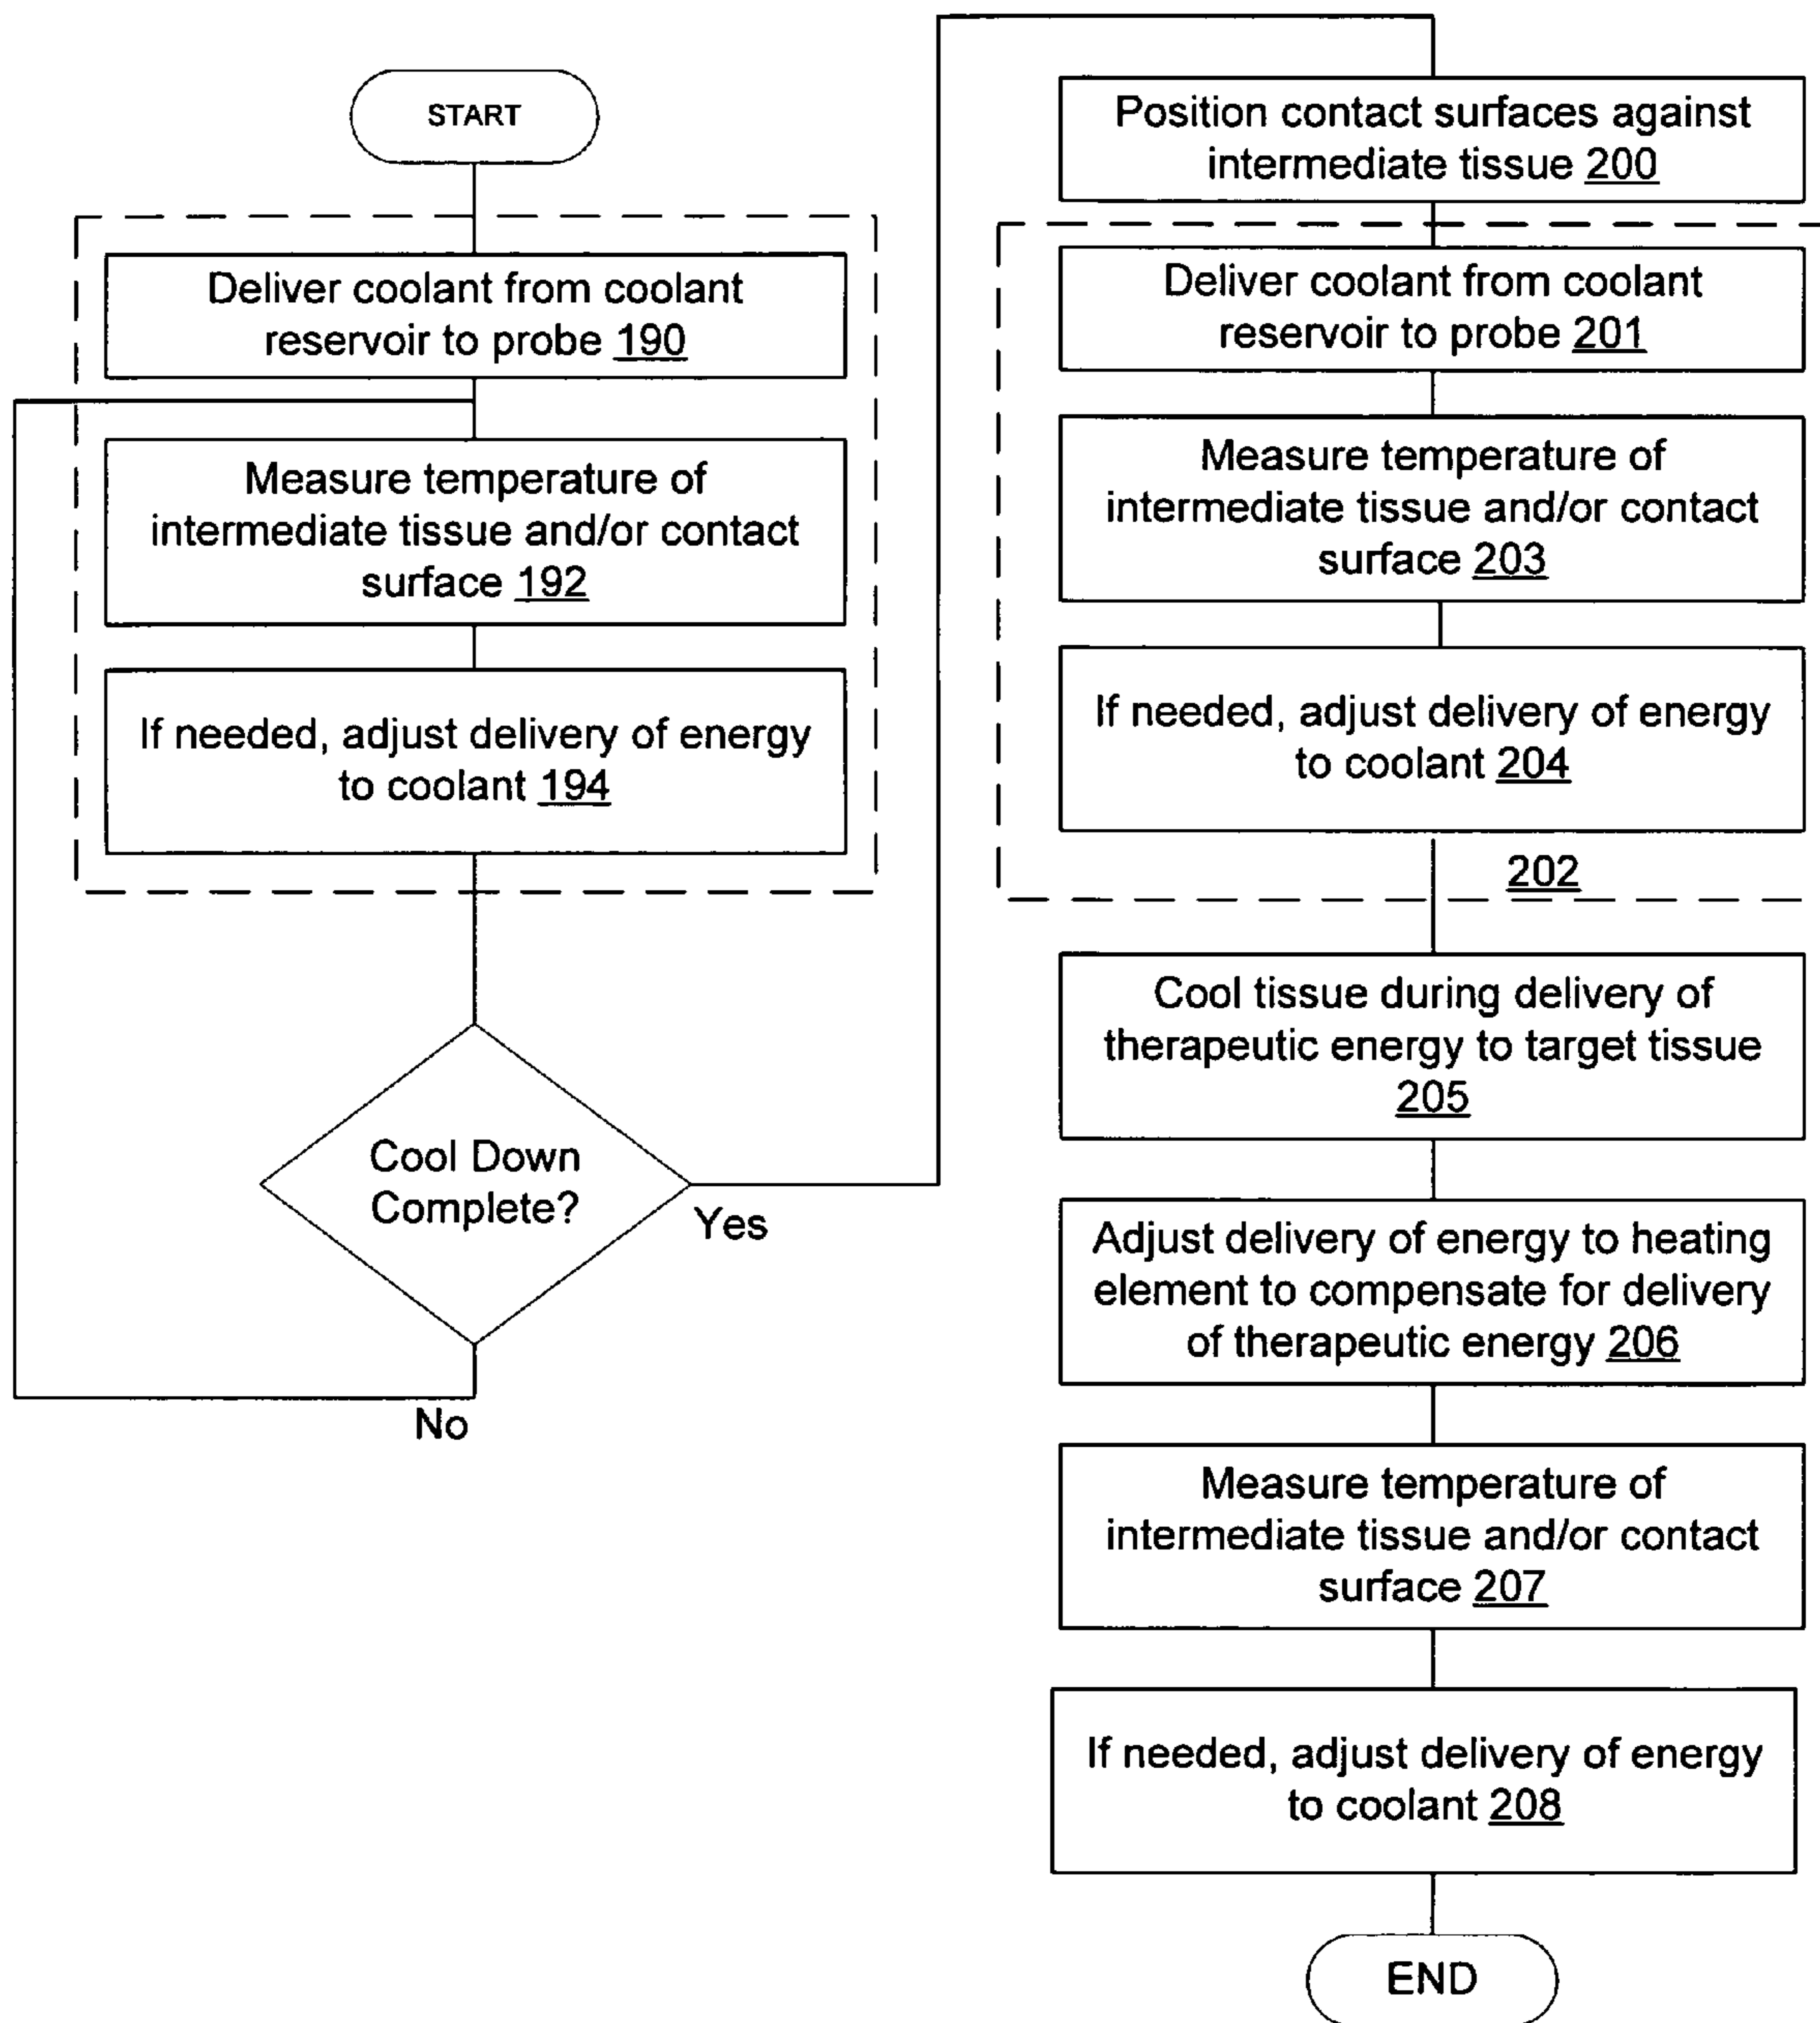 START
Deliver coolant from coolant
reservoir to probe 190
Measure temperature of
intermediate tissue and/or contact
surface 192
If needed, adjust delivery of energy
to coolant 194
Cool Down
Complete?
Yes
No
Position contact surfaces against
intermediate tissue 200
Deliver coolant from coolant
reservoir to probe 201
Measure temperature of
intermediate tissue and/or contact
surface 203
If needed, adjust delivery of energy
to coolant 204
202
Cool tissue during delivery of
therapeutic energy to target tissue
205
Adjust delivery of energy to heating
element to compensate for delivery
of therapeutic energy 206
Measure temperature of
intermediate tissue and/or contact
surface 207
If needed, adjust delivery of energy
to coolant 208
END